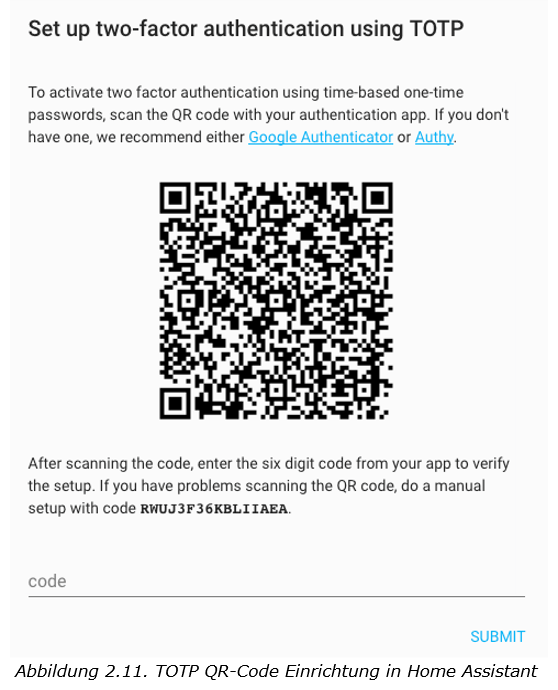 Set up two-factor authentication using TOTP
To activate two factor authentication using time-based one-time
passwords, scan the QR code with your authentication app. If you don't
have one, we recommend either Google Authenticator or Authy.
After scanning the code, enter the six digit code from your app to verify
the setup. If you have problems scanning the QR code, do a manual
setup with code RWUJ3F36KBLIIAEA.
code
SUBMIT
Abbildung 2.11. TOTP QR-Code Einrichtung in Home Assistant